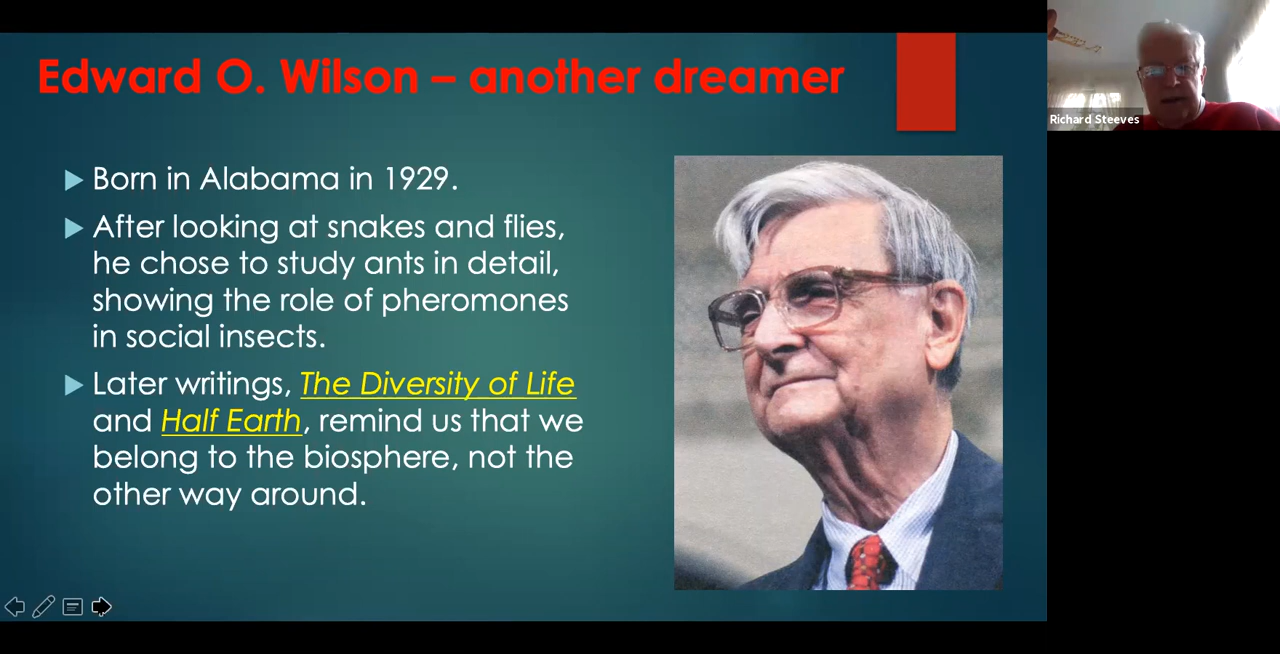 Edward O. Wilson – another dreamer
Born in Alabama in 1929.
After looking at snakes and flies,
he chose to study ants in detail,
showing the role of pheromones
in social insects.
Later writings, The Diversity of Life
and Half Earth, remind us that we
belong to the biosphere, not the
other way around.
Richard Steeves